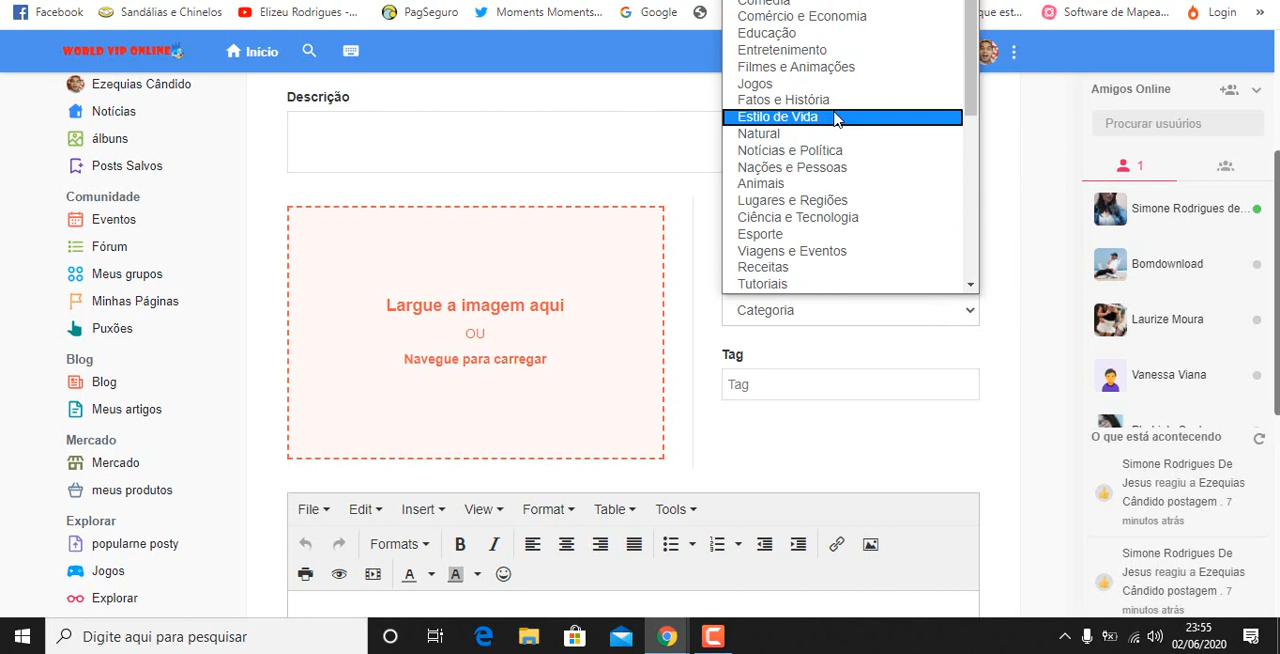 Facebook
Sandálias e Chinelos
Elizeu Rodrigues -...
PagSeguro
Moments Moments...
Google
que est...
Software de Mapea...
Login
»
WORLD VIP ONLINE
Inicio
Ezequias Cândido
Notícias
álbuns
Posts Salvos
Comunidade
Eventos
Fórum
Meus grupos
Minhas Páginas
Puxões
Blog
Blog
Meus artigos
Mercado
Mercado
meus produtos
Explorar
popularne posty
Jogos
Explorar
Descrição
Largue a imagem aqui
OU
Navegue para carregar
Comédia
Comércio e Economia
Educação
Entretenimento
Filmes e Animações
Jogos
Fatos e História
Estilo de Vida
Natural
Notícias e Política
Nações e Pessoas
Animais
Lugares e Regiões
Ciência e Tecnologia
Esporte
Viagens e Eventos
Receitas
Tutoriais
Categoria
Tag
Tag
File
Edit
Insert
View
Format
Table
Tools
Formats
B
I
A
A
Amigos Online
Procurar usuários
1
Simone Rodrigues de...
Bomdownload
Laurize Moura
Vanessa Viana
O que está acontecendo
Simone Rodrigues De
Jesus reagiu a Ezequias
Cândido postagem . 7
minutos atrás
Simone Rodrigues De
Jesus reagiu a Ezequias
Cândido postagem . 7
minutos atrás
Digite aqui para pesquisar
23:55
02/06/2020